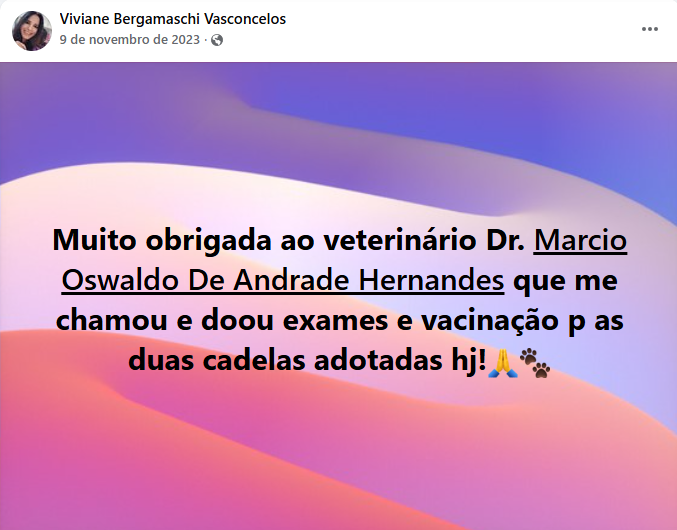 Viviane Bergamaschi Vasconcelos
9 de novembro de 2023 ·
Muito obrigada ao veterinário Dr. Marcio
Oswaldo De Andrade Hernandes que me
chamou e doou exames e vacinação p as
duas cadelas adotadas hj!🙏🐾